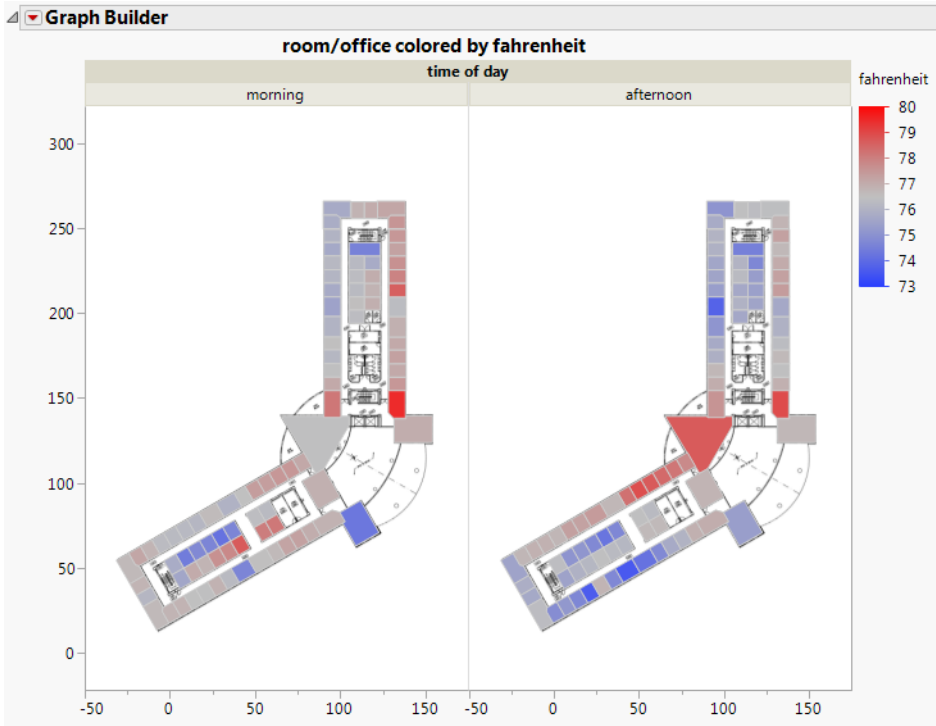 Graph Builder
room/office colored by fahrenheit
time of day
morning afternoon
fahrenheit
80
79
78
77
76
75
74
73
300
250
200
150
100
50
0
-50 0 50 100 150 -50 0 50 100 150